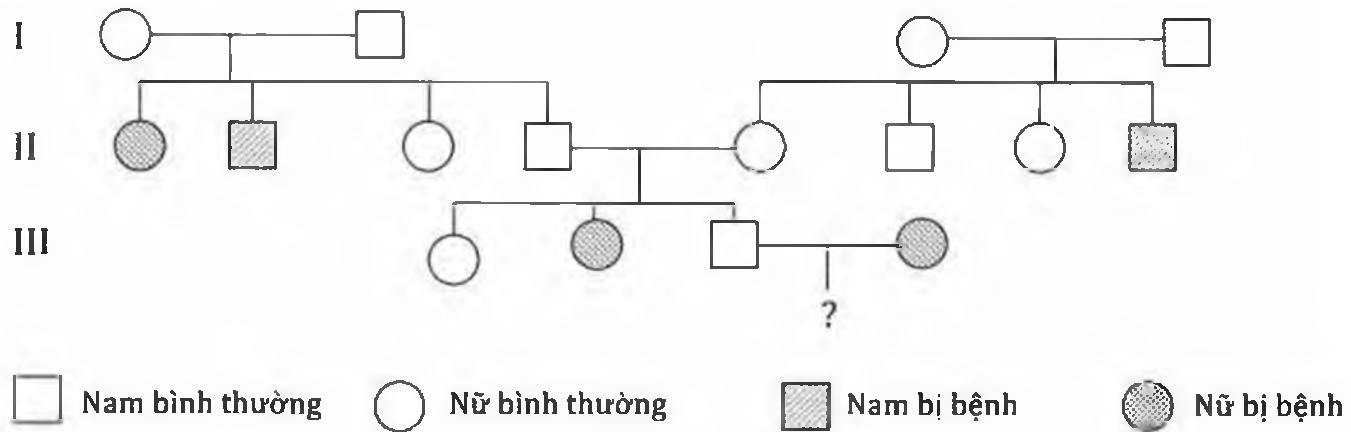 I
II
III
?
Nam bình thường
Nữ bình thường
Nam bị bệnh
Nữ bị bệnh